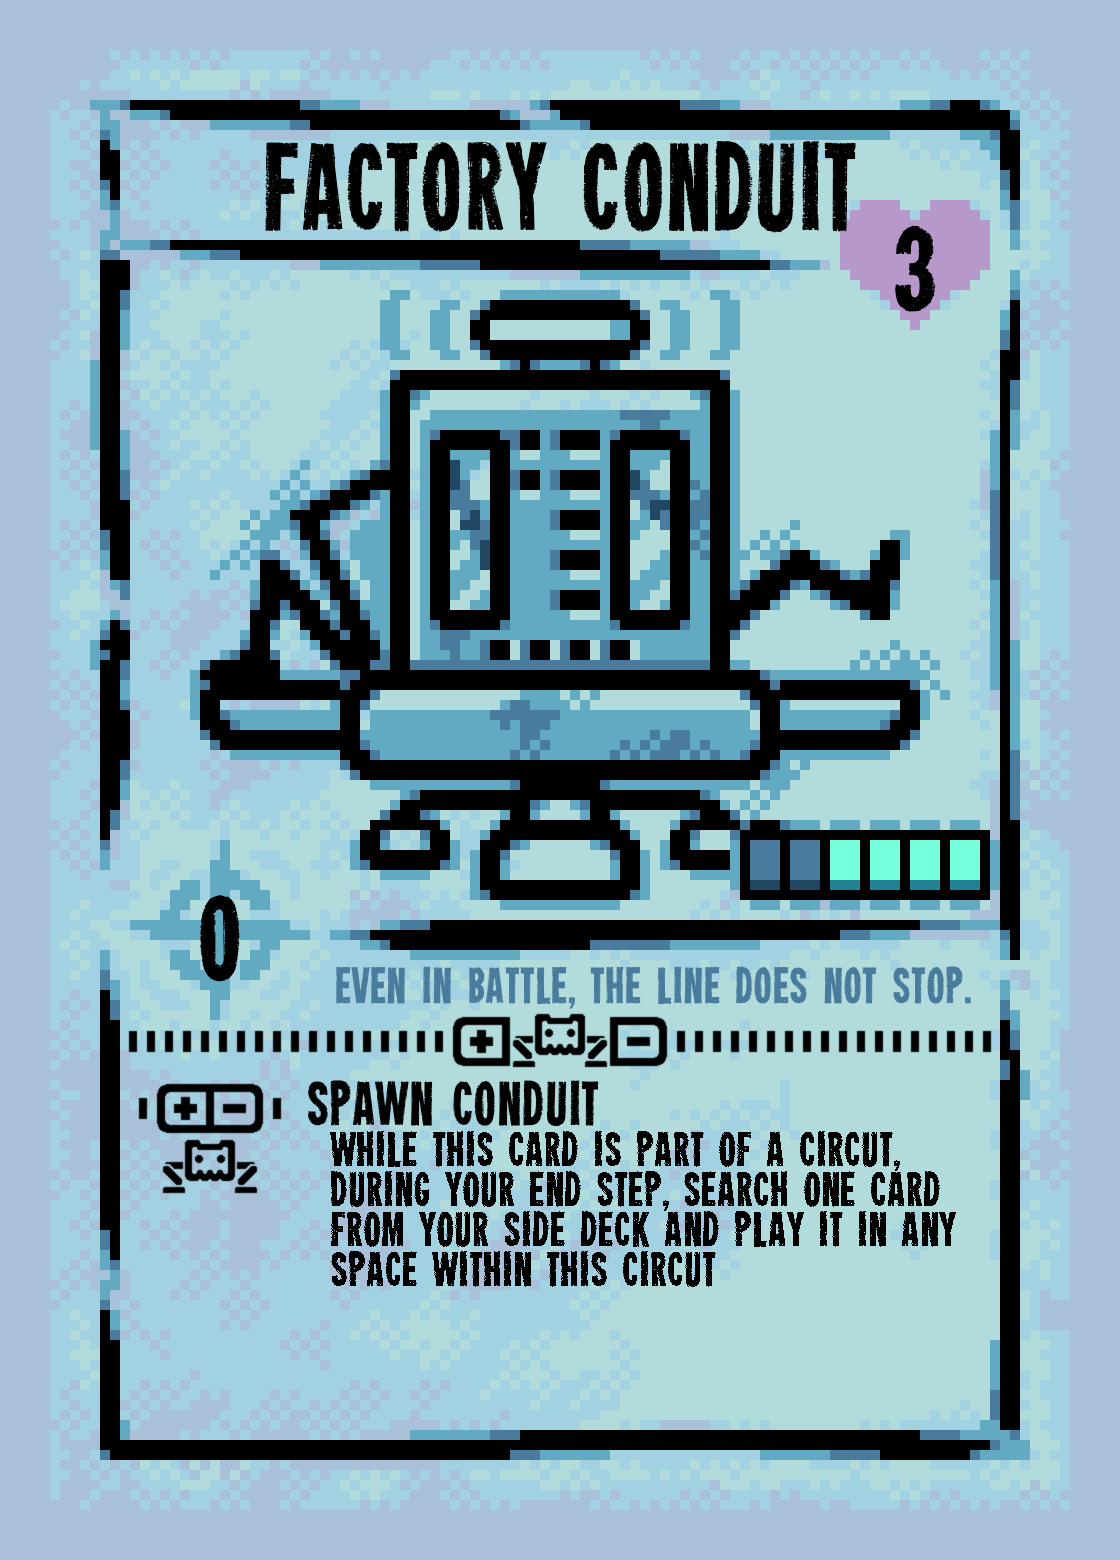 FACTORY CONDUIT
3
0
EVEN IN BATTLE, THE LINE DOES NOT STOP.
SPAWN CONDUIT
WHILE THIS CARD IS PART OF A CIRCUT,
DURING YOUR END STEP, SEARCH ONE CARD
FROM YOUR SIDE DECK AND PLAY IT IN ANY
SPACE WITHIN THIS CIRCUT